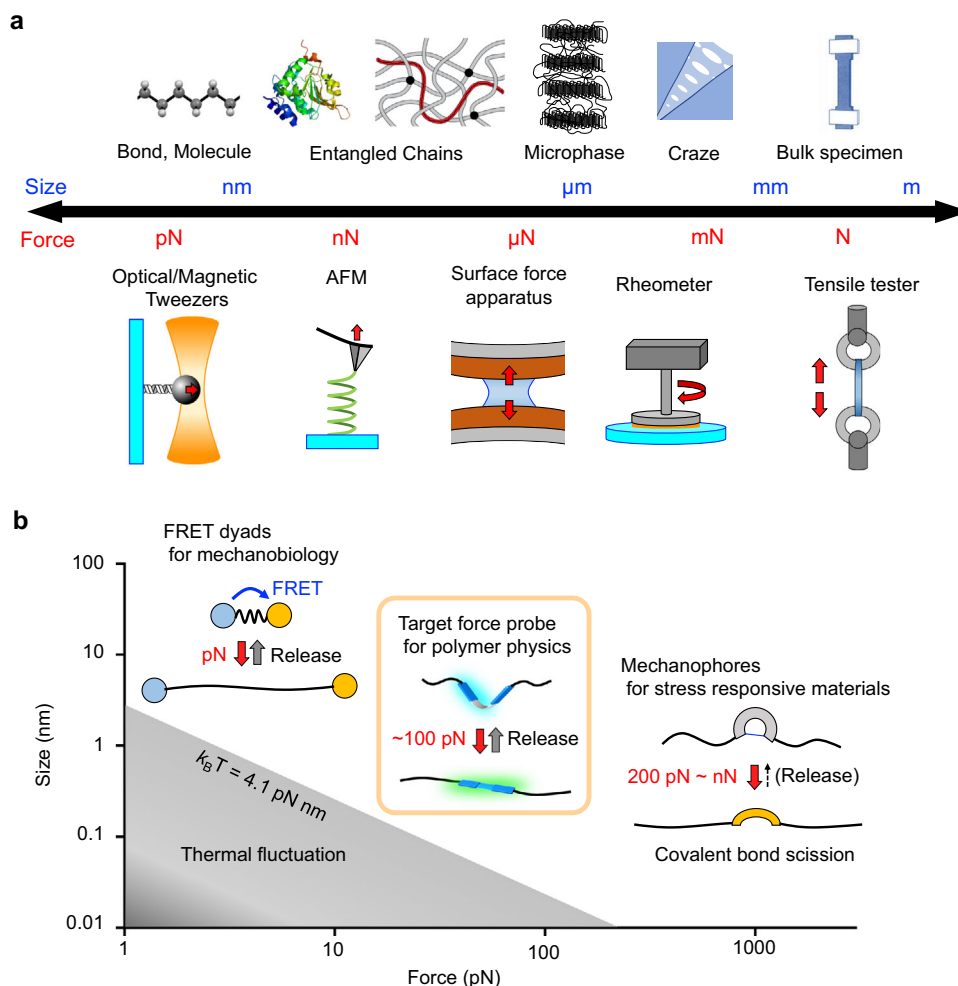 a
Bond, Molecule
Entangled Chains
Microphase
Craze
Bulk specimen
Size
nm
µm
mm
m
Force
pN
nN
µN
mN
N
Optical/Magnetic
Tweezers
AFM
Surface force
apparatus
Rheometer
Tensile tester
b
FRET dyads
for mechanobiology
FRET
pN
Release
Target force probe
for polymer physics
~100 pN
Release
Mechanophores
for stress responsive materials
200 pN ~ nN
(Release)
Covalent bond scission
kBT = 4.1 pN nm
Thermal fluctuation
Size (nm)
100
10
1
0.1
0.01
1
10
100
1000
Force (pN)